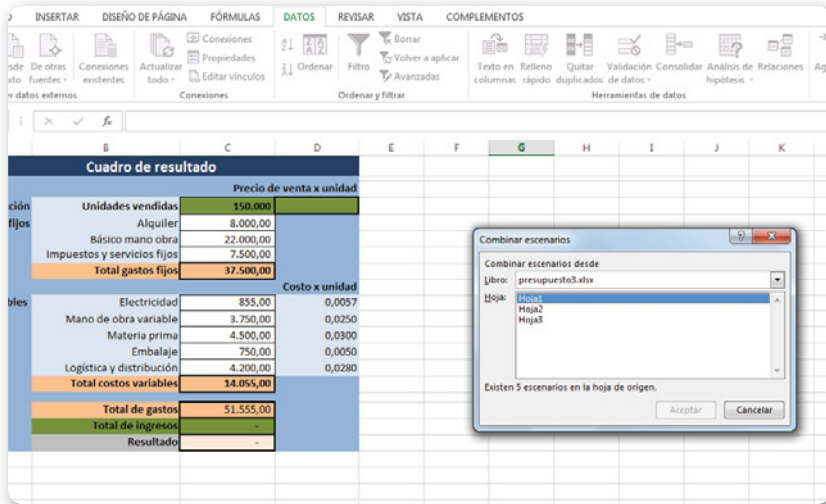 INSERTAR DISEÑO DE PÁGINA FÓRMULAS DATOS REVISAR VISTA COMPLEMENTOS
De otras fuentes
Conexiones existentes
Actualizar todo
Conexiones
Propiedades
Editar vínculos
Conexiones
Ordenar
Filtro
Borrar
Volver a aplicar
Avanzadas
Ordenar y filtrar
Texto en columnas
Relleno rápido
Quitar duplicados
Validación de datos
Consolidar
Análisis de hipótesis
Relaciones
Herramientas de datos
datos externos
fx
B C D E F G H I J K
Cuadro de resultado
Precio de venta x unidad
ción Unidades vendidas 150.000
fijos Alquiler 8.000,00
Básico mano obra 22.000,00
Impuestos y servicios fijos 7.500,00
Total gastos fijos 37.500,00
Costo x unidad
bles Electricidad 855,00 0,0057
Mano de obra variable 3.750,00 0,0250
Materia prima 4.500,00 0,0300
Embalaje 750,00 0,0050
Logística y distribución 4.200,00 0,0280
Total costos variables 14.055,00
Total de gastos 51.555,00
Total de ingresos -
Resultado -
Combinar escenarios
Combinar escenarios desde
Libro: presupuesto3.xlsx
Hoja: Hoja1
Hoja2
Hoja3
Existen 5 escenarios en la hoja de origen.
Aceptar Cancelar